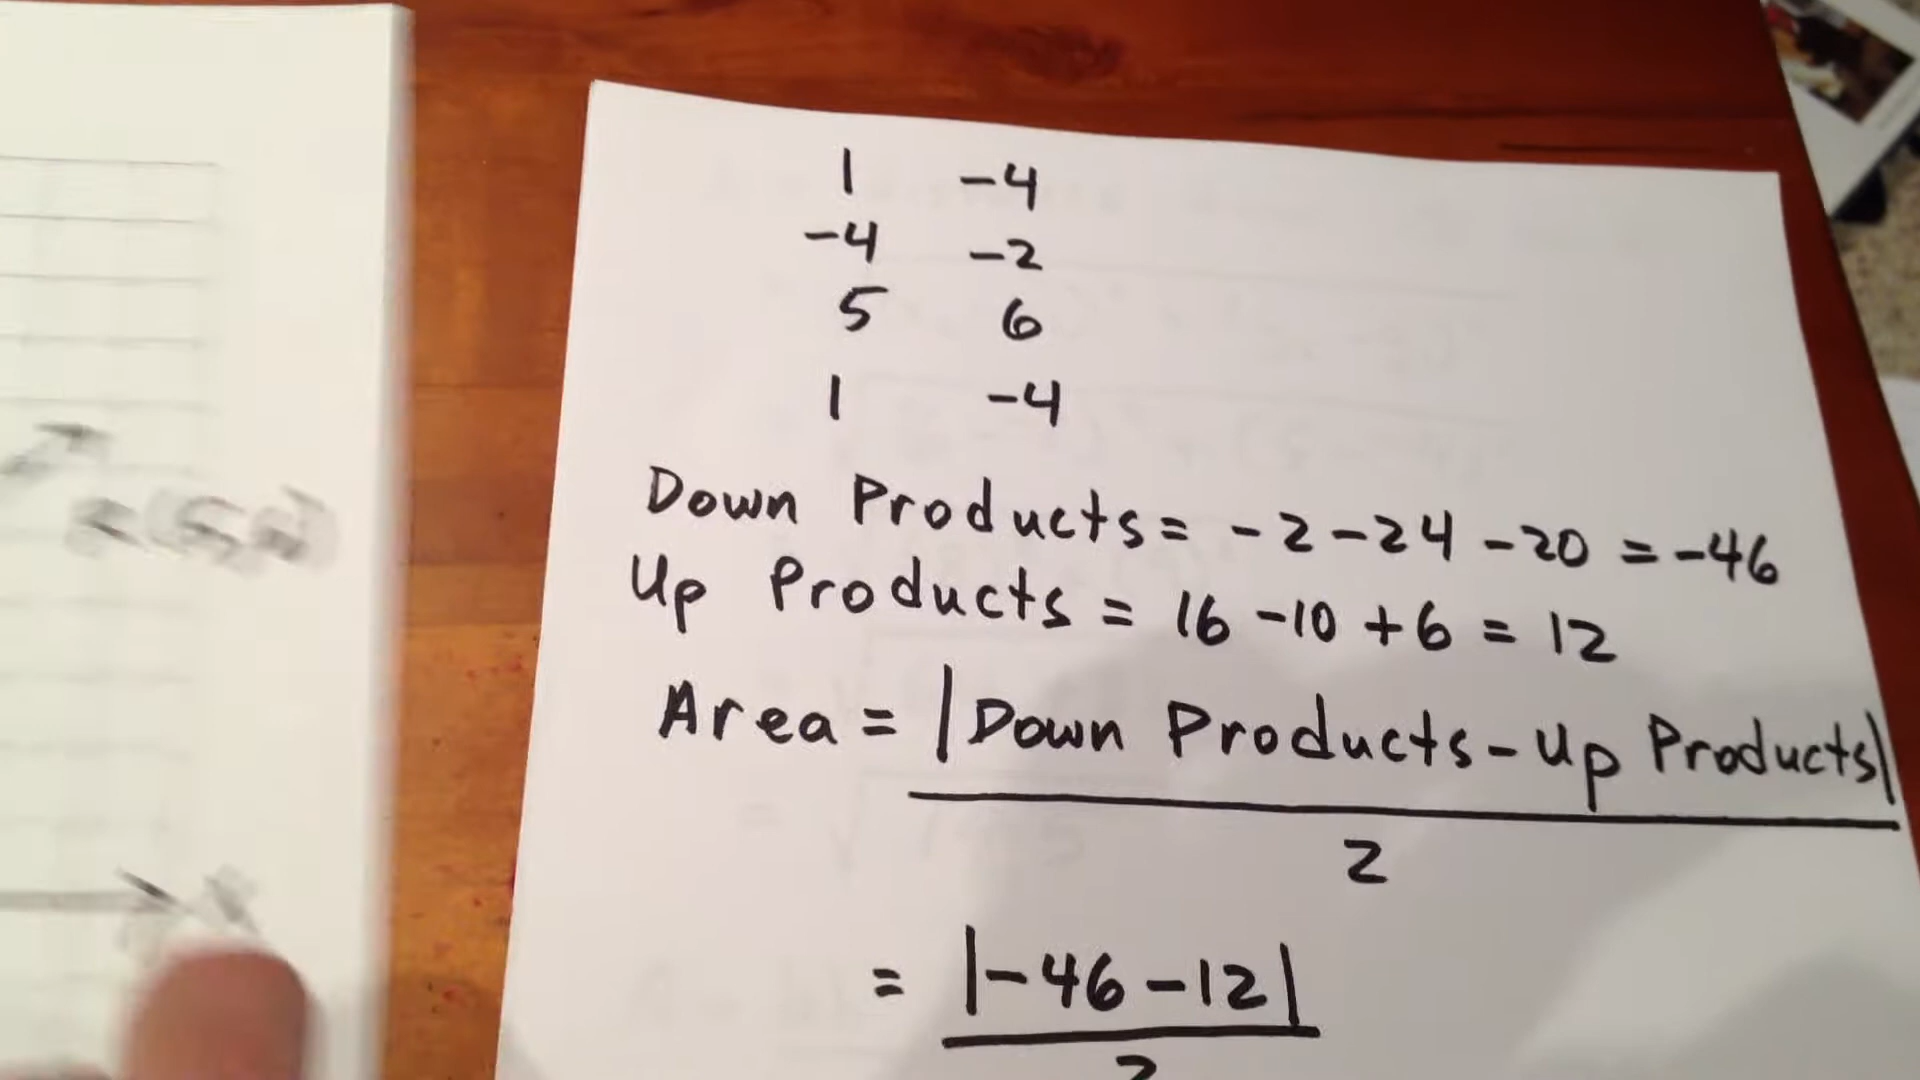 1 -4
-4 -2
5 6
1 -4
Down Products = -2 -24 -20 = -46
Up Products = 16 -10 +6 = 12
Area = |Down Products - Up Products|
2
= |-46 -12|
2